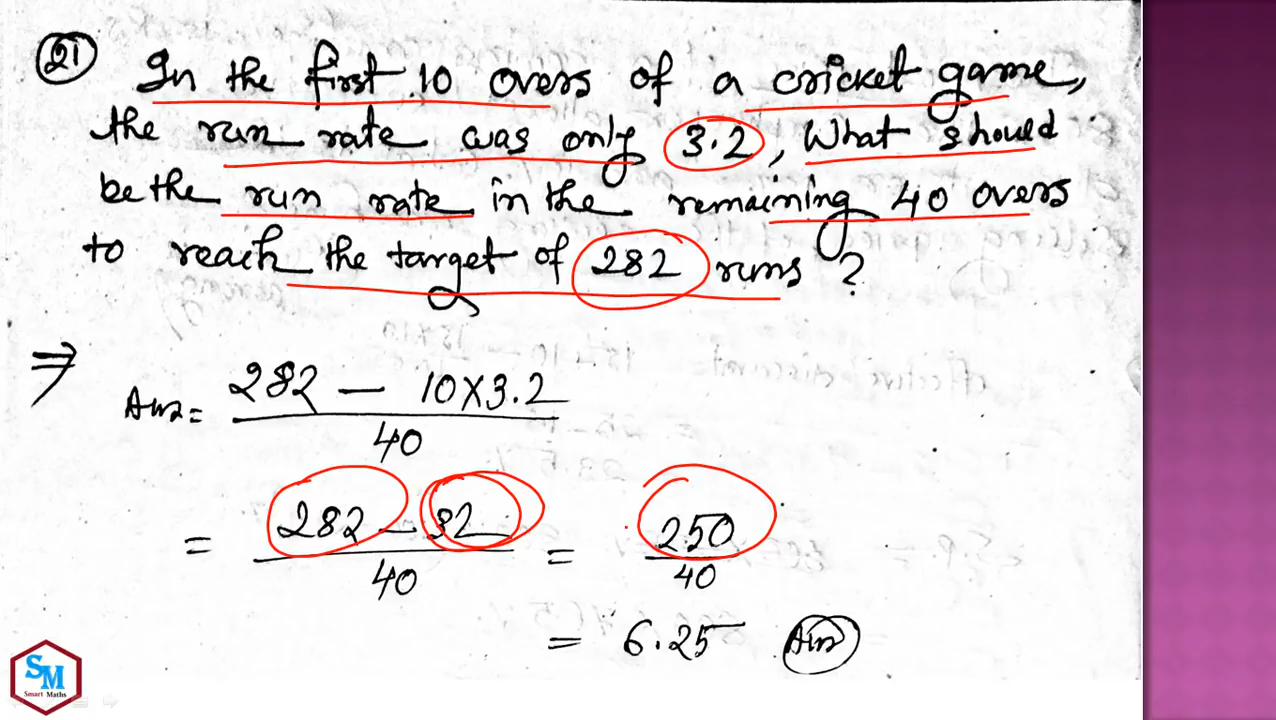 21 In the first 10 overs of a cricket game,
the run rate was only 3.2, What should
be the run rate in the remaining 40 overs
to reach the target of 282 runs ?
⇒ Ans = (282 — 10×3.2) / 40
= (282 — 32) / 40 = 250 / 40
= 6.25 Ans
SM
Smart Maths